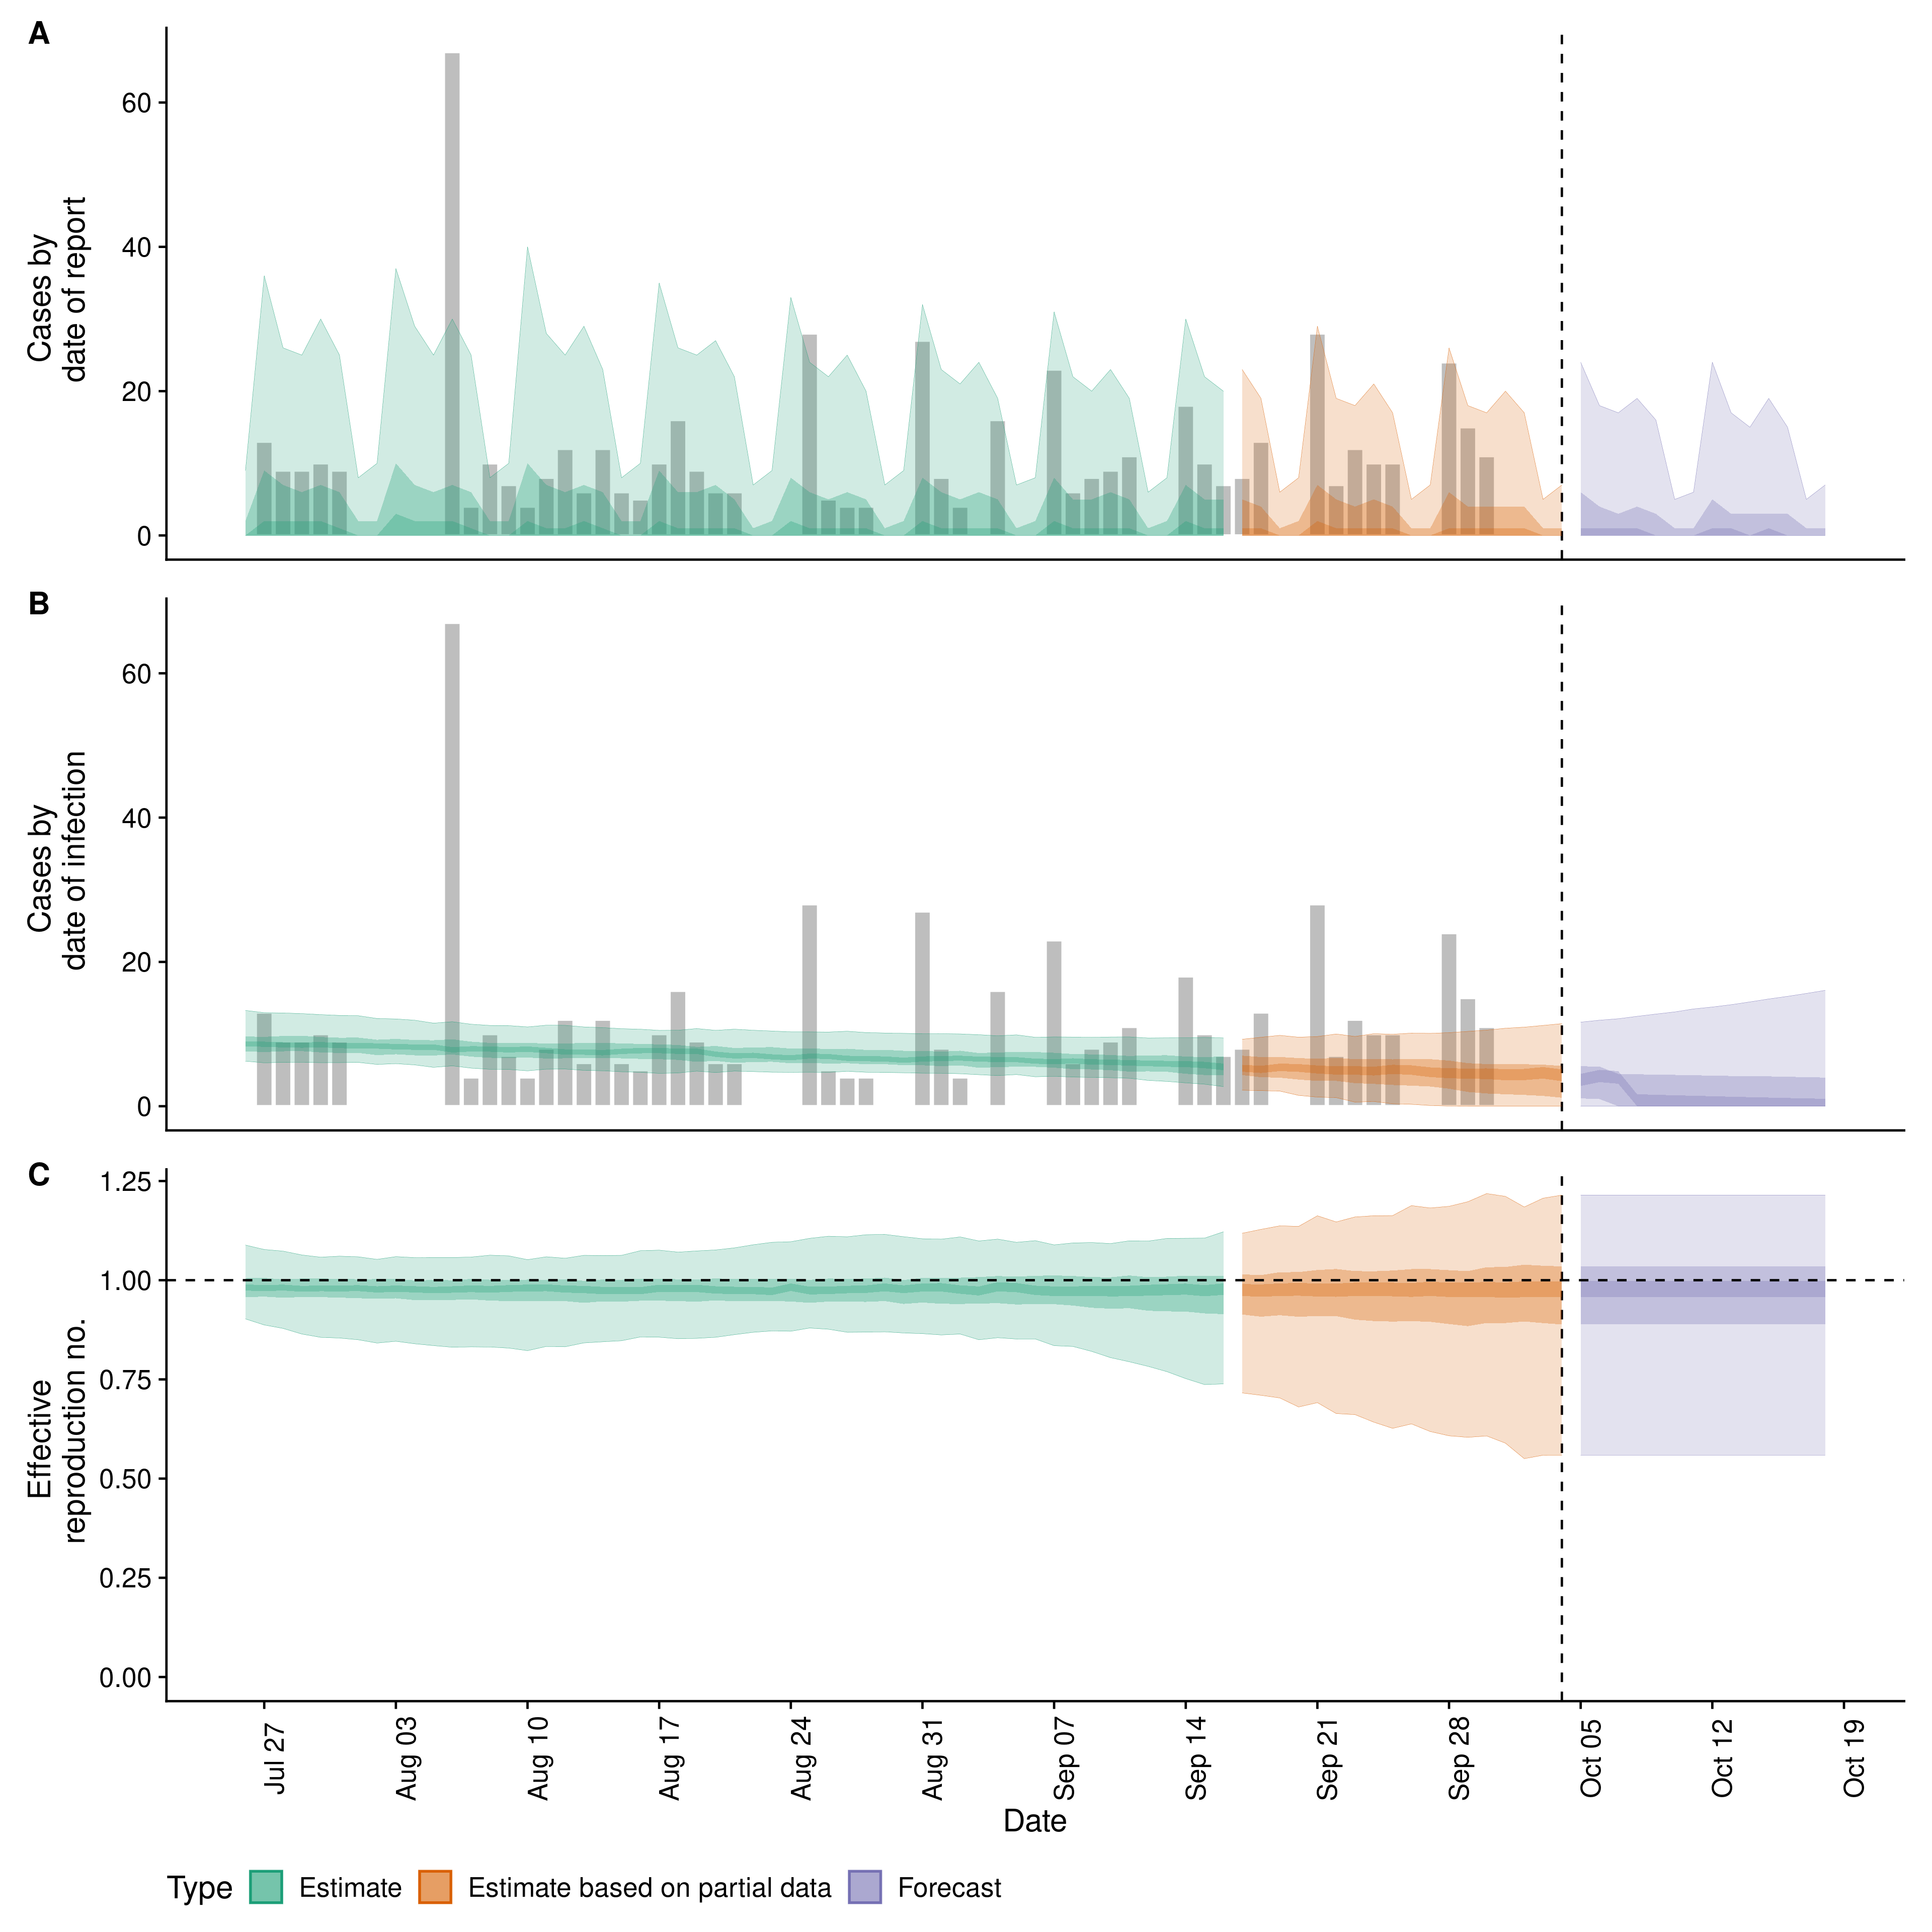 A
Cases by
date of report
60
40
20
0
B
Cases by
date of infection
60
40
20
0
C
Effective
reproduction no.
1.25
1.00
0.75
0.50
0.25
0.00
Jul 27
Aug 03
Aug 10
Aug 17
Aug 24
Aug 31
Sep 07
Sep 14
Sep 21
Sep 28
Oct 05
Oct 12
Oct 19
Date
Type Estimate Estimate based on partial data Forecast